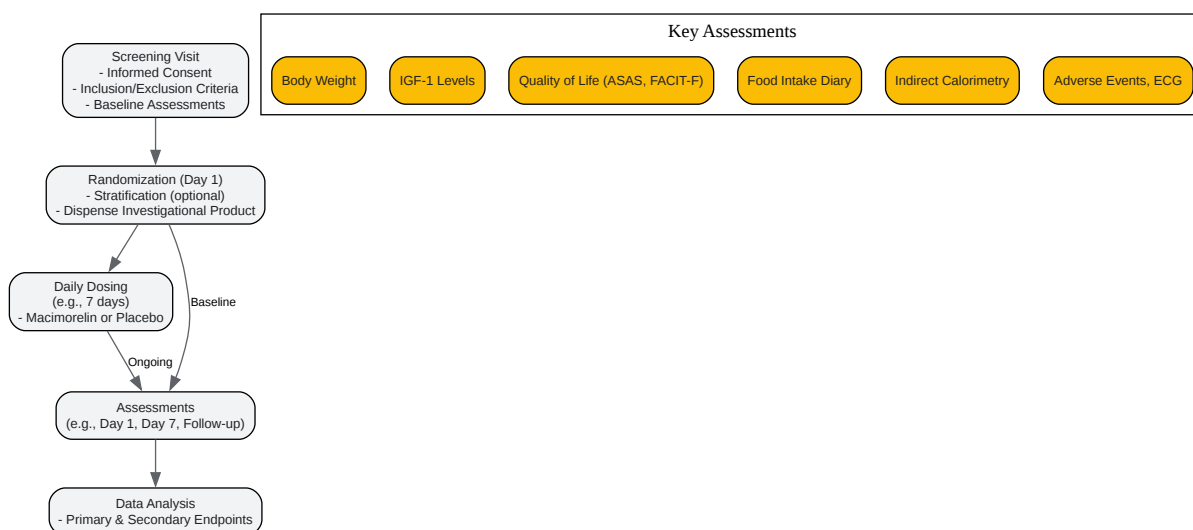 Key Assessments
Screening Visit
- Informed Consent
- Inclusion/Exclusion Criteria
- Baseline Assessments
Body Weight
IGF-1 Levels
Quality of Life (ASAS, FACIT-F)
Food Intake Diary
Indirect Calorimetry
Adverse Events, ECG
Randomization (Day 1)
- Stratification (optional)
- Dispense Investigational Product
Daily Dosing
(e.g., 7 days)
- Macimorelin or Placebo
Baseline
Ongoing
Assessments
(e.g., Day 1, Day 7, Follow-up)
Data Analysis
- Primary & Secondary Endpoints